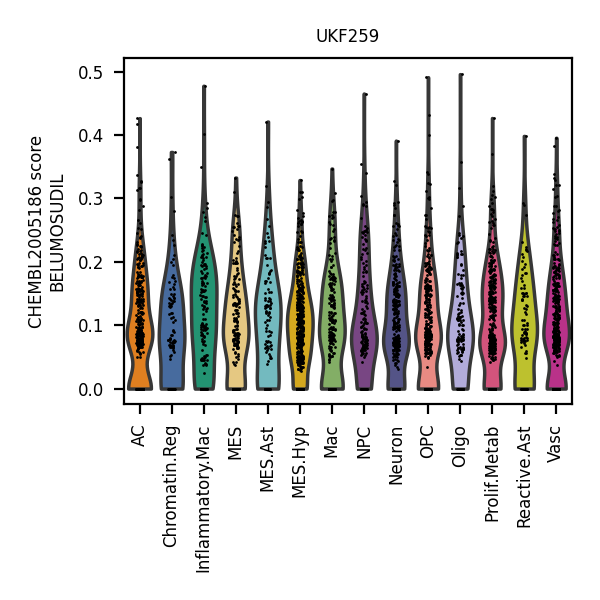 UKF259
CHEMBL2005186 score
BELUMOSUDIL
0.5
0.4
0.3
0.2
0.1
0.0
AC
Chromatin.Reg
Inflammatory.Mac
MES
MES.Ast
MES.Hyp
Mac
NPC
Neuron
OPC
Oligo
Prolif.Metab
Reactive.Ast
Vasc